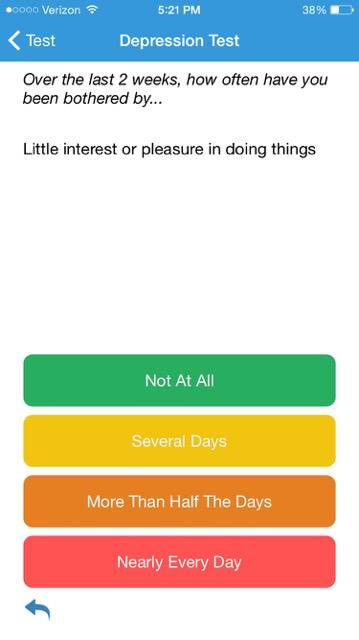 Verizon 5:21 PM 38%
Test Depression Test
Over the last 2 weeks, how often have you
been bothered by...
Little interest or pleasure in doing things
Not At All
Several Days
More Than Half The Days
Nearly Every Day